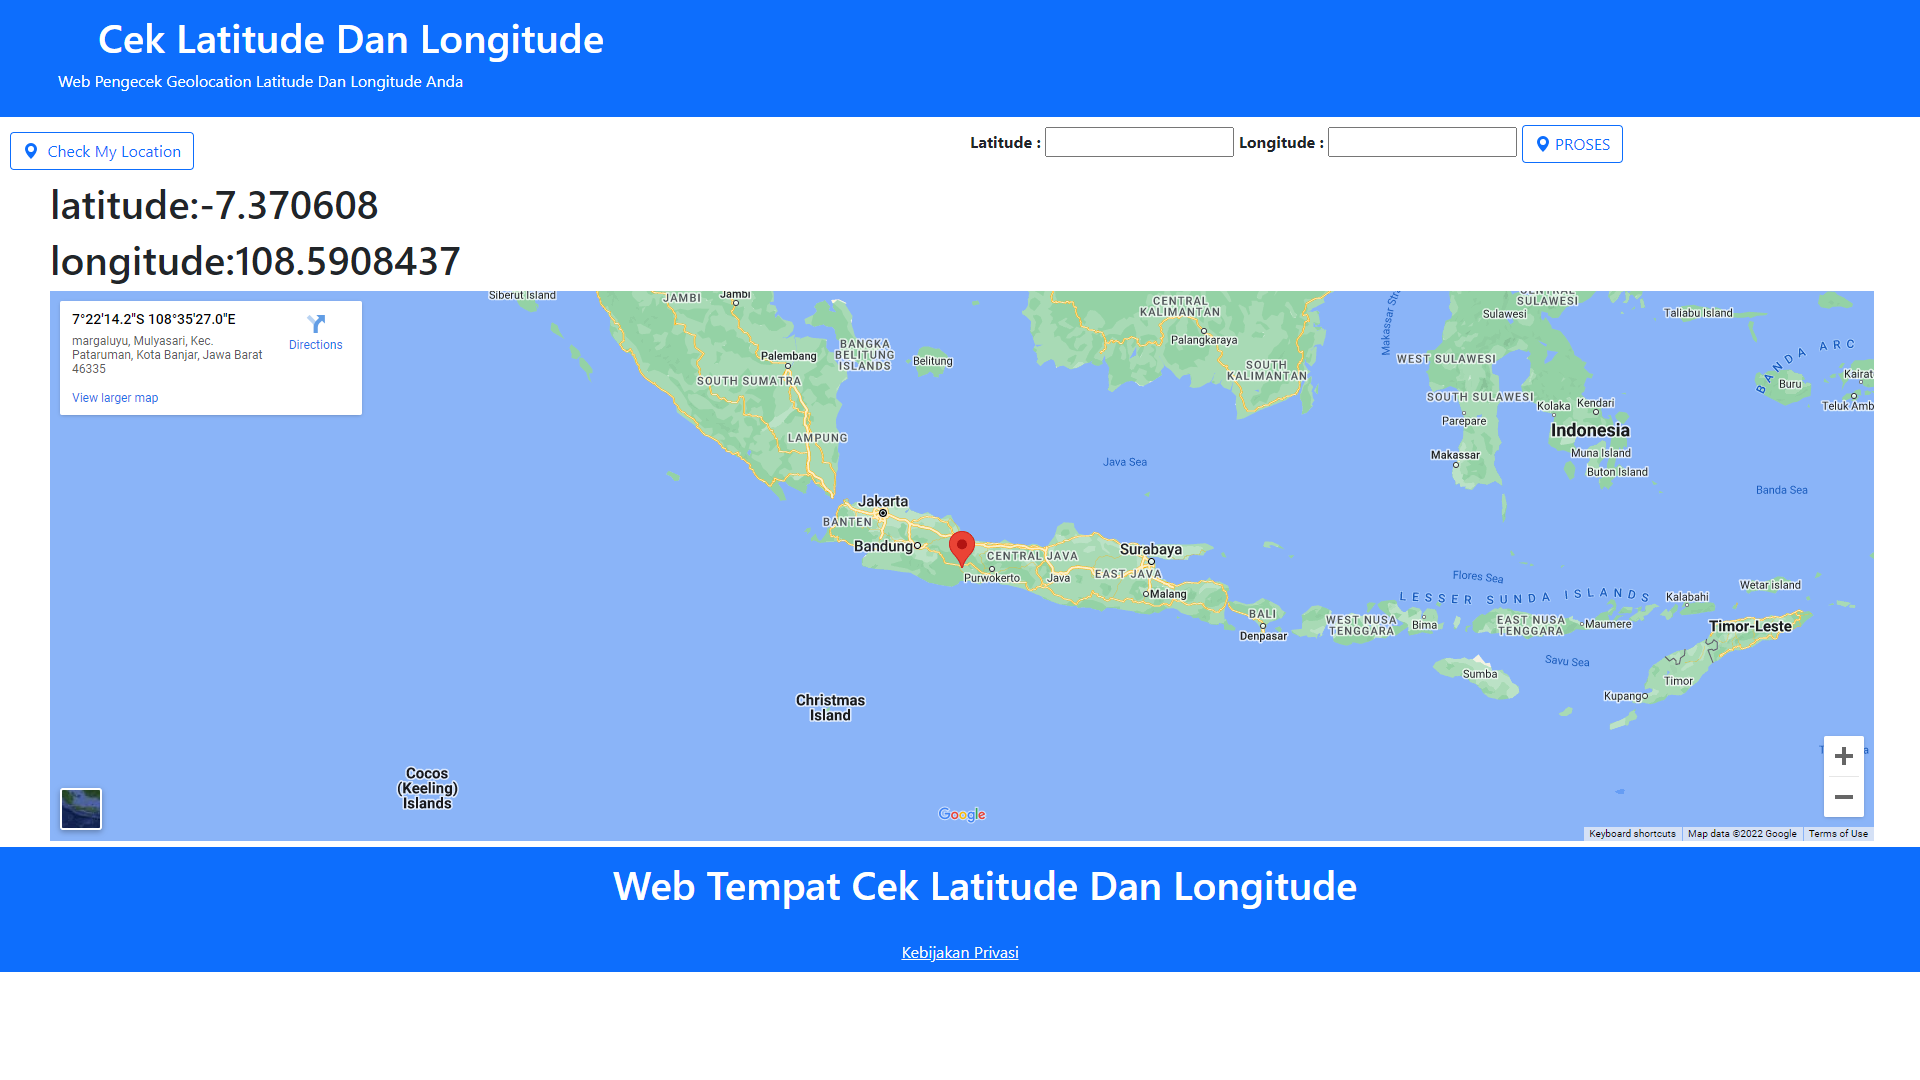 Cek Latitude Dan Longitude
Web Pengecek Geolocation Latitude Dan Longitude Anda
Check My Location
Latitude :
Longitude :
PROSES
latitude:-7.370608
longitude:108.5908437
7°22'14.2"S 108°35'27.0"E
margaluyu, Mulyasari, Kec.
Pataruman, Kota Banjar, Jawa Barat
46335
Directions
View larger map
Siberut Island
JAMBI
Jambi
CENTRAL
KALIMANTAN
Palangkaraya
Makassar
CENTRAL
SULAWESI
Sulawesi
Taliabu Island
BANDA ARC
Palembang
BANGKA
BELITUNG
ISLANDS
Belitung
SOUTH
KALIMANTAN
WEST SULAWESI
Buru
SOUTH SUMATRA
SOUTH SULAWESI
Kolaka
Kendari
Parepare
Indonesia
LAMPUNG
Makassar
Muna Island
Buton Island
Java Sea
Banda Sea
Jakarta
BANTEN
Bandung
CENTRAL JAVA
Purwokerto
Java
Surabaya
EAST JAVA
Malang
Flores Sea
LESSER SUNDA ISLANDS
Wetar island
Kalabahi
BALI
Denpasar
WEST NUSA
TENGGARA
Bima
EAST NUSA
TENGGARA
Maumere
Timor-Leste
Savu Sea
Sumba
Timor
Kupang
Christmas
Island
Cocos
(Keeling)
Islands
Google
Keyboard shortcuts
Map data ©2022 Google
Terms of Use
Web Tempat Cek Latitude Dan Longitude
Kebijakan Privasi